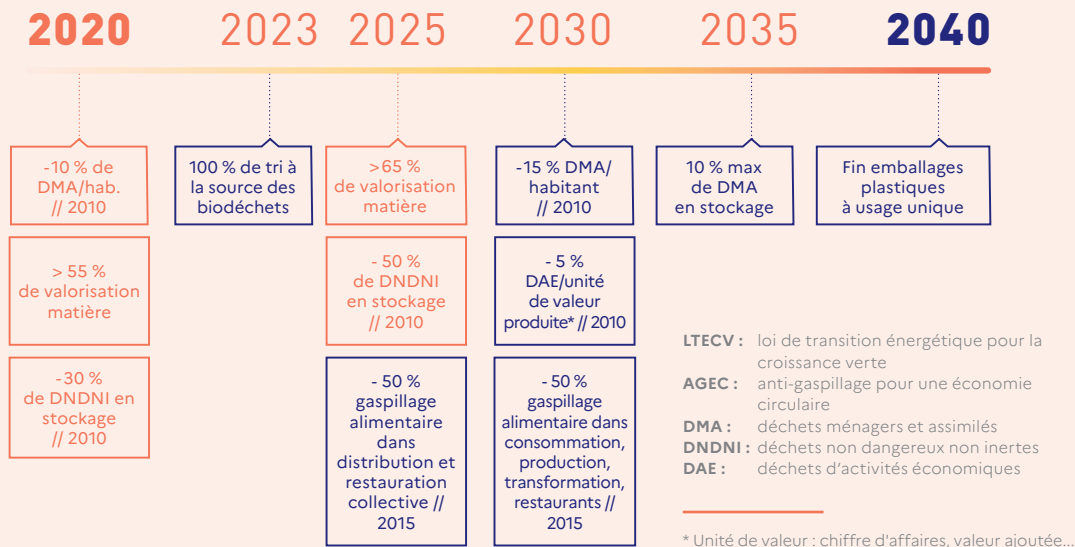 2020 2023 2025 2030 2035 2040
-10 % de
DMA/hab.
// 2010
> 55 %
de valorisation
matière
-30 %
de DNDNI en
stockage
// 2010
100 % de tri à
la source des
biodéchets
>65 %
de valorisation
matière
- 50 %
de DNDNI
en stockage
// 2010
- 50 %
gaspillage
alimentaire
dans
distribution et
restauration
collective //
2015
-15 % DMA/
habitant
// 2010
- 5 %
DAE/unité
de valeur
produite* // 2010
- 50 %
gaspillage
alimentaire dans
consommation,
production,
transformation,
restaurants //
2015
10 % max
de DMA
en stockage
Fin emballages
plastiques
à usage unique
LTECV : loi de transition énergétique pour la
croissance verte
AGEC : anti-gaspillage pour une économie
circulaire
DMA : déchets ménagers et assimilés
DNDNI : déchets non dangereux non inertes
DAE : déchets d'activités économiques
* Unité de valeur : chiffre d'affaires, valeur ajoutée...